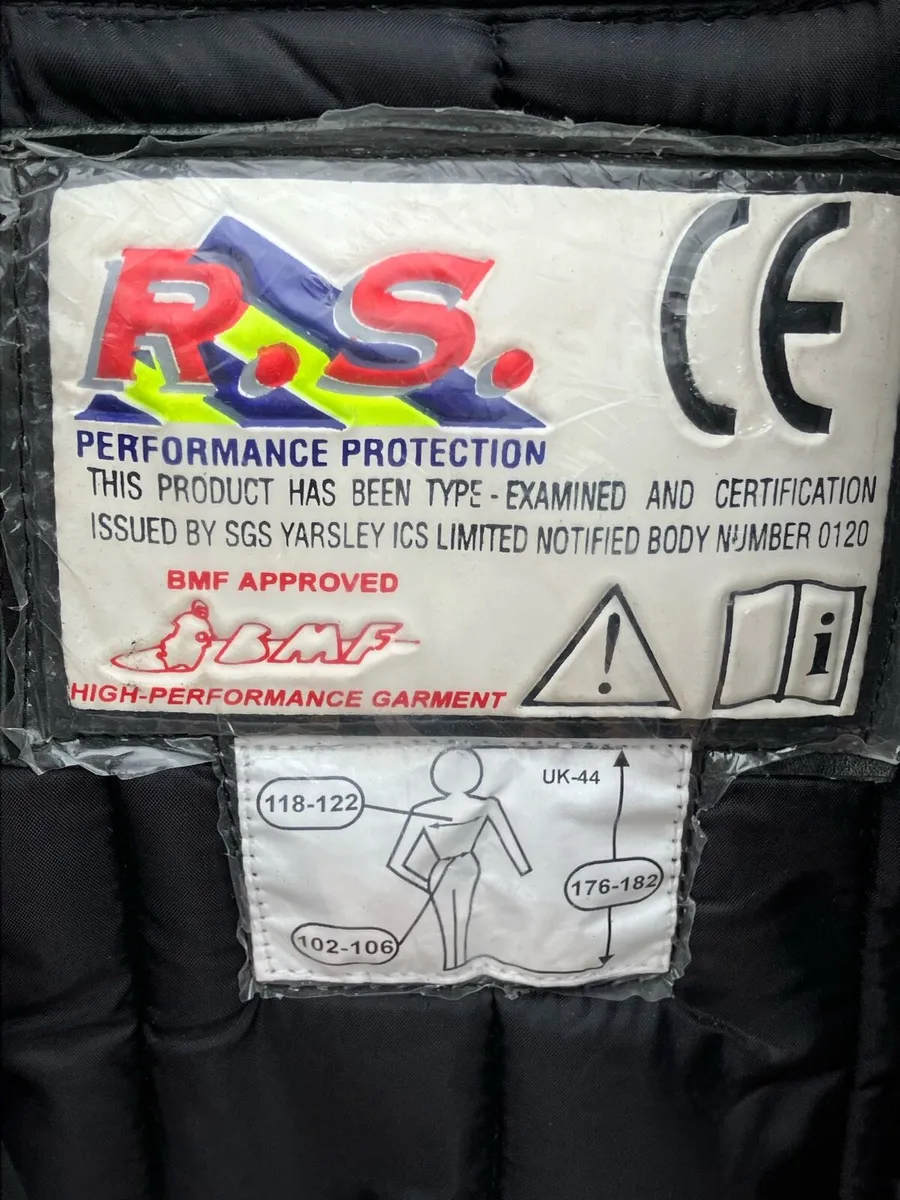 R.S.
CE
PERFORMANCE PROTECTION
THIS PRODUCT HAS BEEN TYPE - EXAMINED AND CERTIFICATION
ISSUED BY SGS YARSLEY ICS LIMITED NOTIFIED BODY NUMBER 0120
BMF APPROVED
BMF
HIGH-PERFORMANCE GARMENT
!
i
UK-44
118-122
176-182
102-106